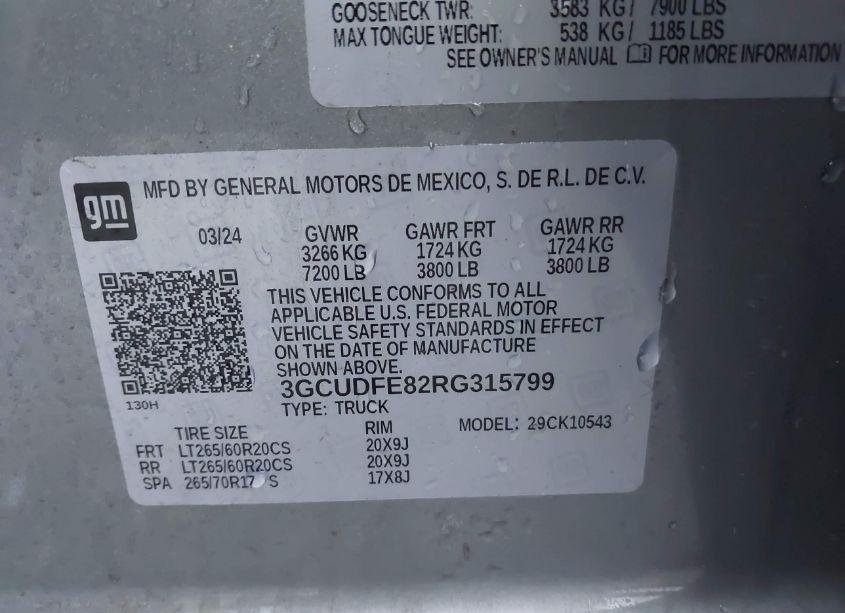 GOOSENECK TWR: 3583 KG / 7900 LBS
MAX TONGUE WEIGHT: 538 KG / 1185 LBS
SEE OWNER'S MANUAL FOR MORE INFORMATION
gm
MFD BY GENERAL MOTORS DE MEXICO, S. DE R.L. DE C.V.
03/24 GVWR GAWR FRT GAWR RR
3266 KG 1724 KG 1724 KG
7200 LB 3800 LB 3800 LB
THIS VEHICLE CONFORMS TO ALL
APPLICABLE U.S. FEDERAL MOTOR
VEHICLE SAFETY STANDARDS IN EFFECT
ON THE DATE OF MANUFACTURE
SHOWN ABOVE.
3GCUDFE82RG315799
130H
TYPE: TRUCK
TIRE SIZE RIM MODEL: 29CK10543
FRT LT265/60R20CS 20X9J
RR LT265/60R20CS 20X9J
SPA 265/70R17 S 17X8J